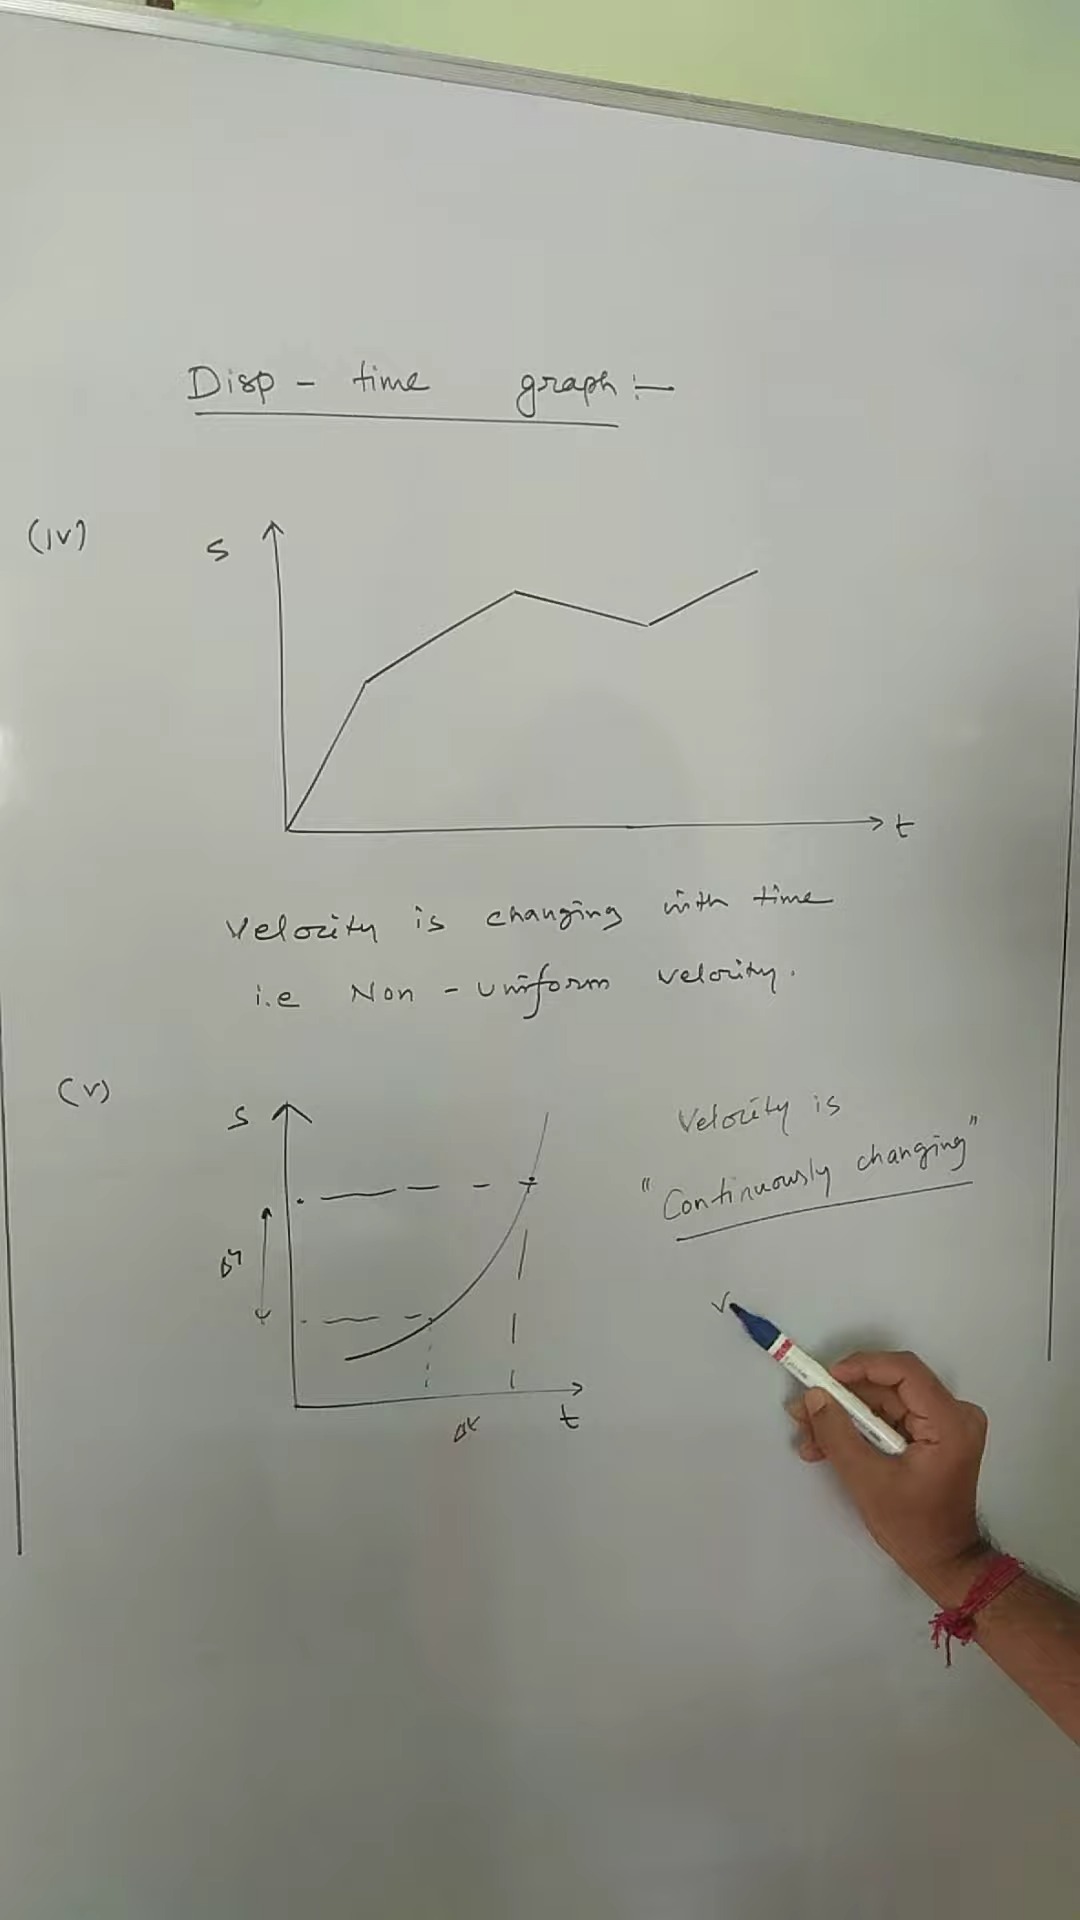 Disp - time graph :-
(iv)
S
t
Velocity is changing with time
i.e Non - uniform velocity.
(v)
S
Velocity is
"Continuously changing"
Δt
t
v